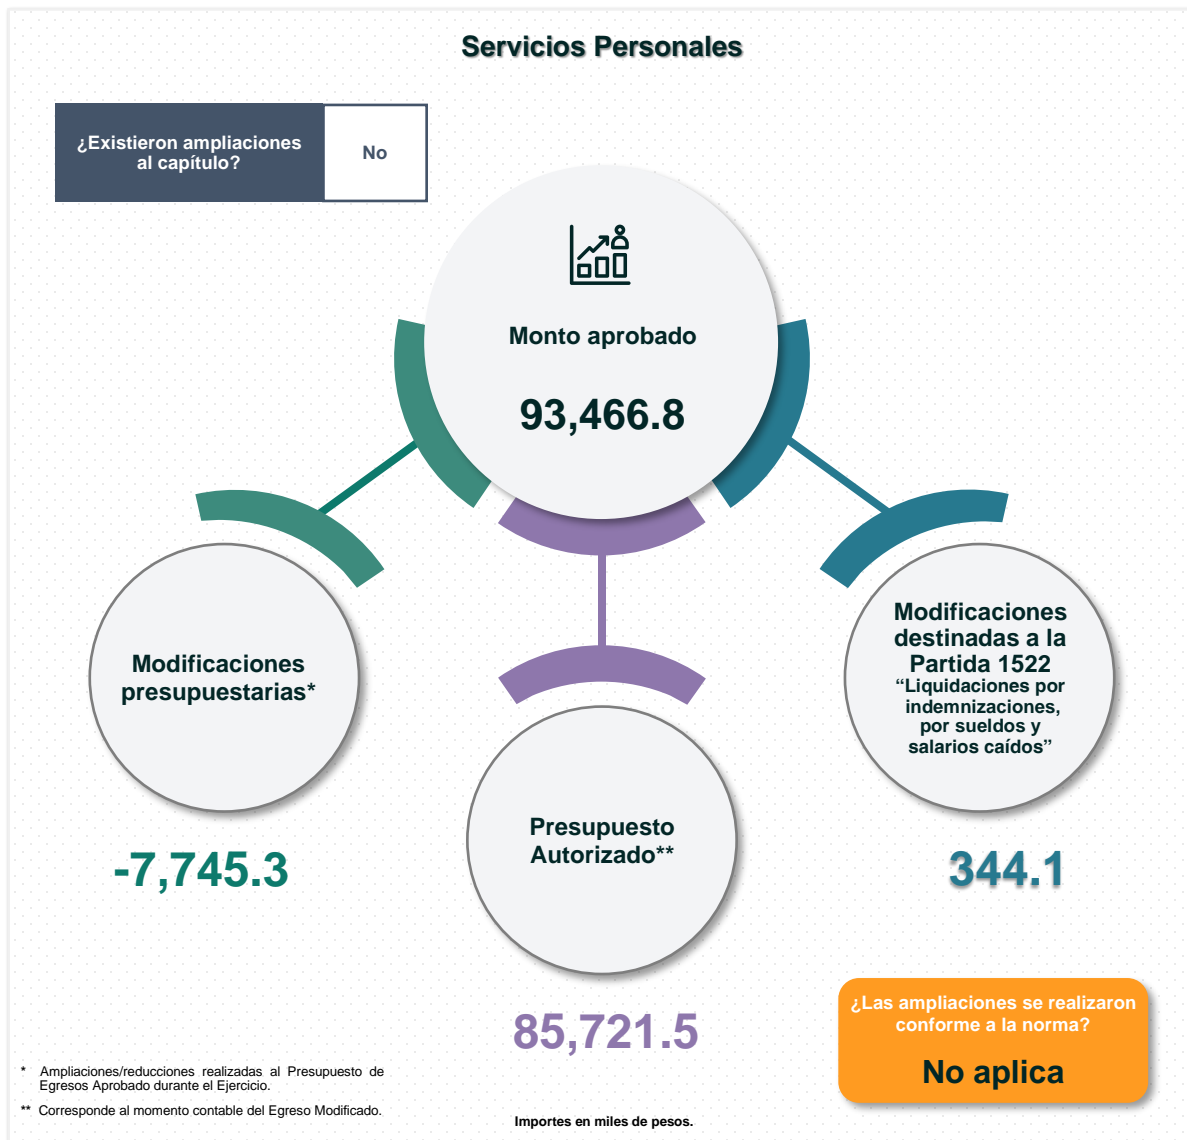 Servicios Personales
¿Existieron ampliaciones
al capítulo?
No
Monto aprobado
93,466.8
Modificaciones
presupuestarias*
-7,745.3
Presupuesto
Autorizado**
85,721.5
Modificaciones
destinadas a la
Partida 1522
“Liquidaciones por
indemnizaciones,
por sueldos y
salarios caídos”
344.1
¿Las ampliaciones se realizaron
conforme a la norma?
No aplica
* Ampliaciones/reducciones realizadas al Presupuesto de
Egresos Aprobado durante el Ejercicio.
** Corresponde al momento contable del Egreso Modificado.
Importes en miles de pesos.